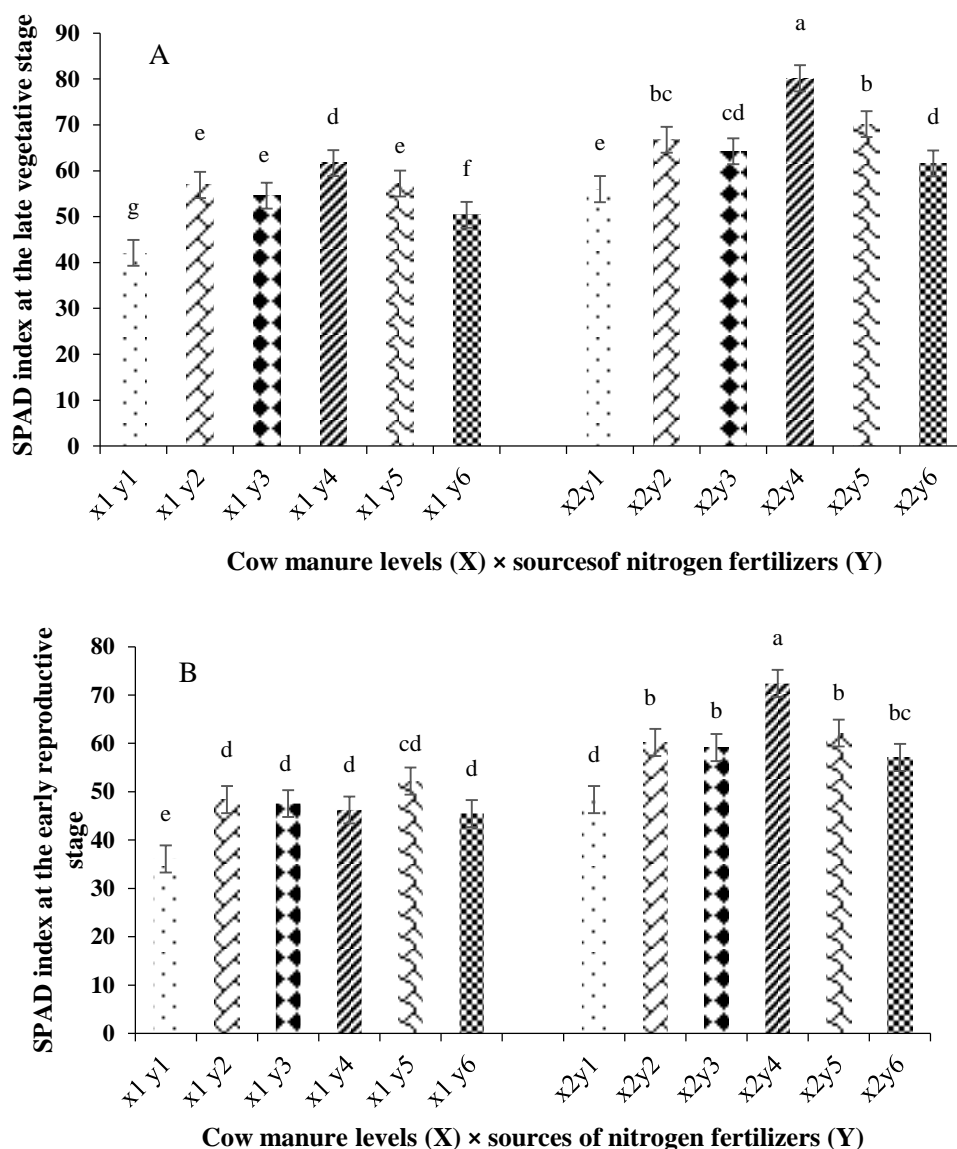 A
SPAD index at the late vegetative stage
90
80
70
60
50
40
30
20
10
0
g
e
e
d
e
f
e
bc
cd
a
b
d
x1 y1
x1 y2
x1 y3
x1 y4
x1 y5
x1 y6
x2y1
x2y2
x2y3
x2y4
x2y5
x2y6
Cow manure levels (X) × sourcesof nitrogen fertilizers (Y)
B
SPAD index at the early reproductive
stage
80
70
60
50
40
30
20
10
0
e
d
d
d
cd
d
d
b
b
a
b
bc
x1 y1
x1 y2
x1 y3
x1 y4
x1 y5
x1 y6
x2y1
x2y2
x2y3
x2y4
x2y5
x2y6
Cow manure levels (X) × sources of nitrogen fertilizers (Y)